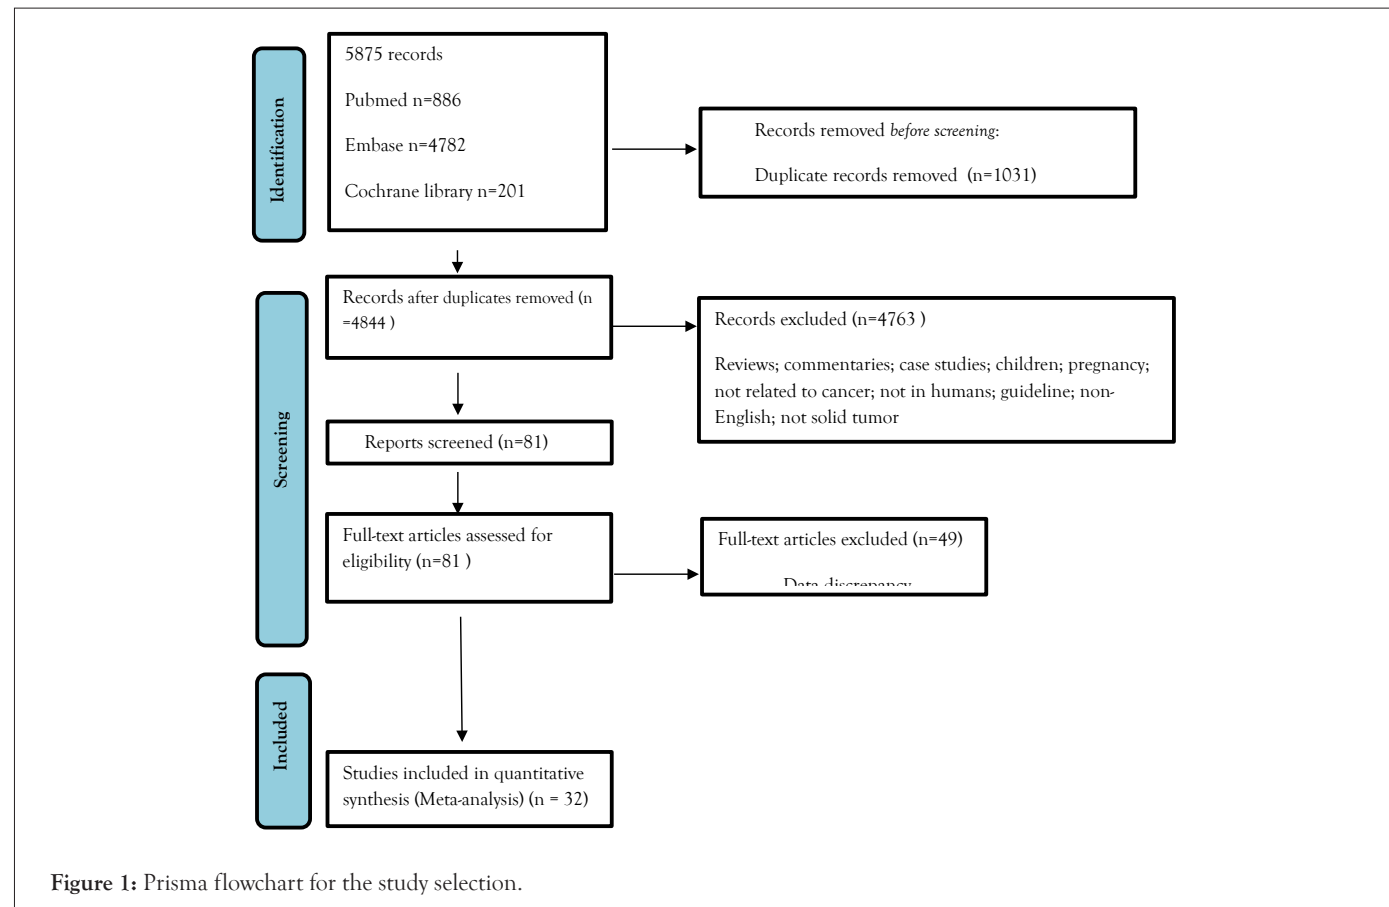 Identification
5875 records
Pubmed n=886
Embase n=4782
Cochrane library n=201
Records removed before screening:
Duplicate records removed (n=1031)
Screening
Records after duplicates removed (n
=4844 )
Records excluded (n=4763 )
Reviews; commentaries; case studies; children; pregnancy;
not related to cancer; not in humans; guideline; non-
English; not solid tumor
Reports screened (n=81)
Full-text articles assessed for
eligibility (n=81 )
Full-text articles excluded (n=49)
Data discrepancy
Included
Studies included in quantitative
synthesis (Meta-analysis) (n = 32)
Figure 1: Prisma flowchart for the study selection.